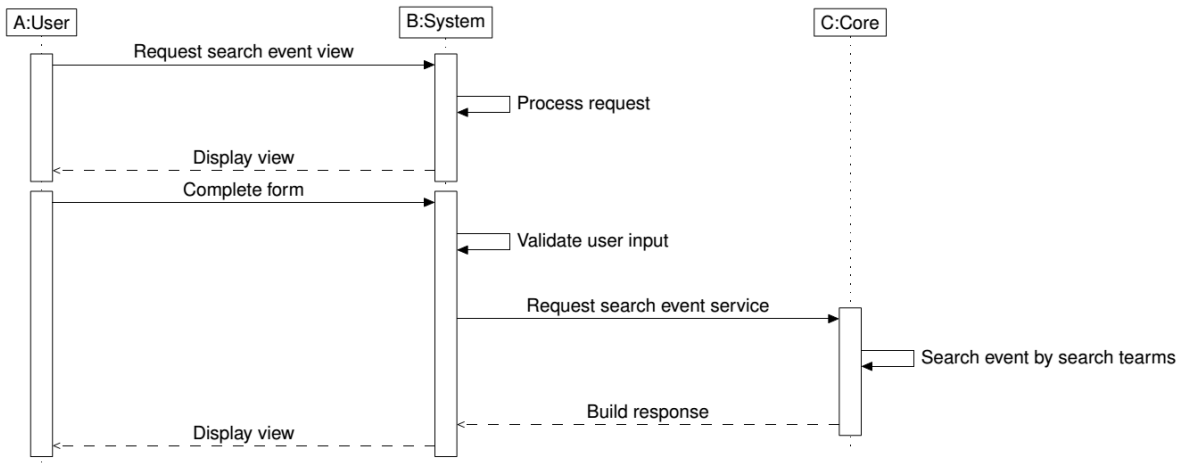 A:User
B:System
C:Core
Request search event view
Process request
Display view
Complete form
Validate user input
Request search event service
Search event by search tearms
Build response
Display view